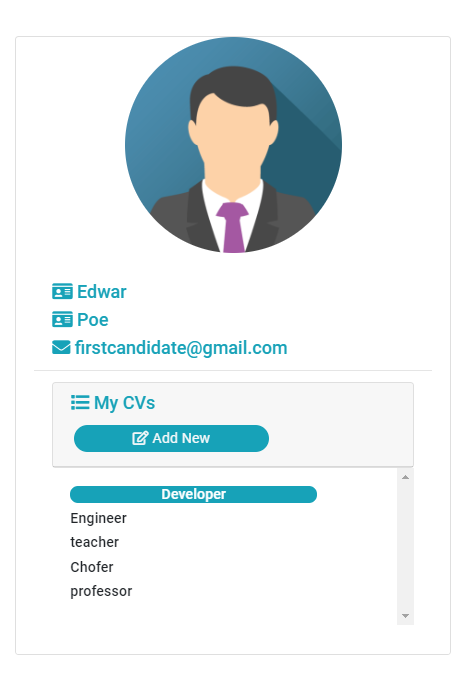 Edwar
Poe
firstcandidate@gmail.com
My CVs
Add New
Developer
Engineer
teacher
Chofer
professor